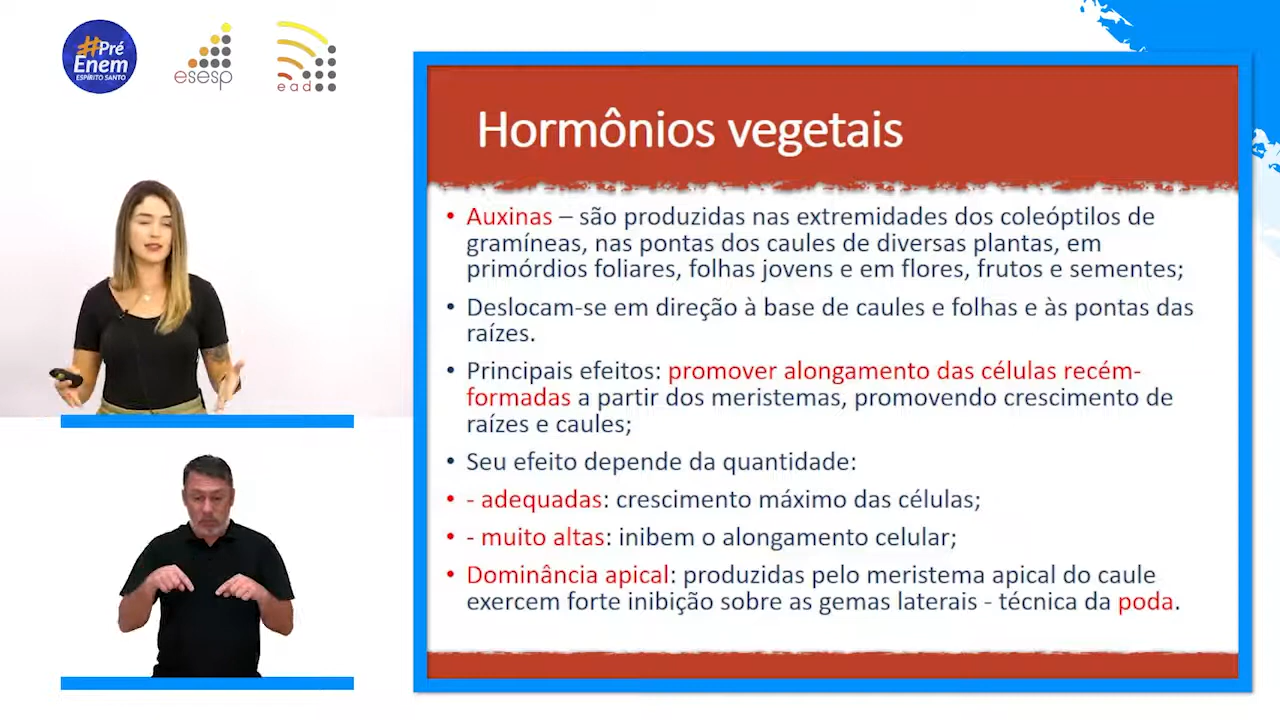 #Pré
Enem
ESPÍRITO SANTO
esesp
ead
Hormônios vegetais
• Auxinas – são produzidas nas extremidades dos coleóptilos de
gramíneas, nas pontas dos caules de diversas plantas, em
primórdios foliares, folhas jovens e em flores, frutos e sementes;
• Deslocam-se em direção à base de caules e folhas e às pontas das
raízes.
• Principais efeitos: promover alongamento das células recém-
formadas a partir dos meristemas, promovendo crescimento de
raízes e caules;
• Seu efeito depende da quantidade:
• - adequadas: crescimento máximo das células;
• - muito altas: inibem o alongamento celular;
• Dominância apical: produzidas pelo meristema apical do caule
exercem forte inibição sobre as gemas laterais - técnica da poda.